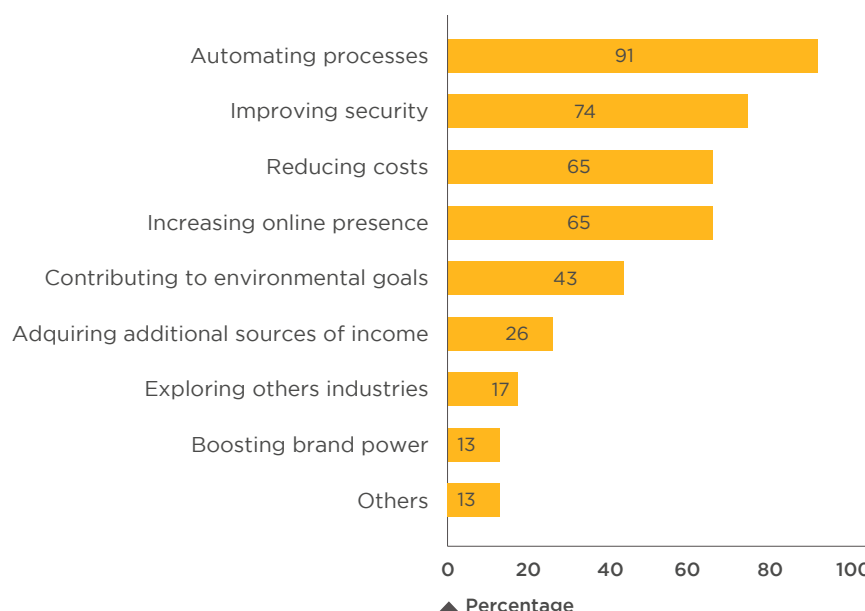 Automating processes 91
Improving security 74
Reducing costs 65
Increasing online presence 65
Contributing to environmental goals 43
Adquiring additional sources of income 26
Exploring others industries 17
Boosting brand power 13
Others 13
0 20 40 60 80 100
Percentage